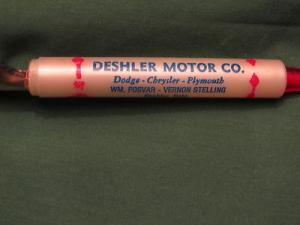 DESHLER MOTOR CO.
Dodge - Chrysler - Plymouth
WM. POSVAR - VERNON STELLING